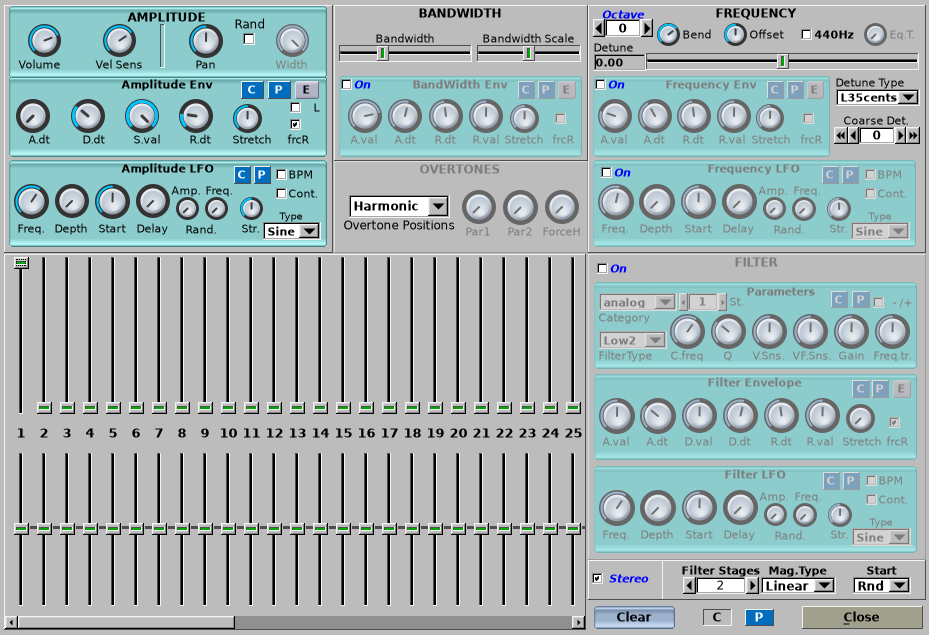 AMPLITUDE
Rand
Volume Vel Sens Pan Width
Amplitude Env
C P E
L
A.dt D.dt S.val R.dt Stretch frcR
Amplitude LFO
C P BPM
Cont.
Amp. Freq.
Type
Freq. Depth Start Delay Rand. Str. Sine
BANDWIDTH
Bandwidth Bandwidth Scale
On BandWidth Env C P E
A.val A.dt R.dt R.val Stretch frcR
OVERTONES
Harmonic
Overtone Positions
Par1 Par2 ForceH
FREQUENCY
Octave
0 Bend Offset 440Hz Eq.T.
Detune
0.00
On Frequency Env C P E
A.val A.dt R.dt R.val Stretch frcR
Detune Type
L35cents
Coarse Det.
0
On Frequency LFO C P BPM
Cont.
Amp. Freq.
Type
Freq. Depth Start Delay Rand. Str. Sine
1 2 3 4 5 6 7 8 9 10 11 12 13 14 15 16 17 18 19 20 21 22 23 24 25
On FILTER
Parameters
analog 1 St. C P - /+
Category
Low2
FilterType C.freq Q V.Sns. VF.Sns. Gain Freq.tr.
Filter Envelope
C P E
A.val A.dt D.val D.dt R.dt R.val Stretch frcR
Filter LFO
C P BPM
Cont.
Amp. Freq.
Type
Freq. Depth Start Delay Rand. Str. Sine
Stereo
Filter Stages Mag.Type Start
2 Linear Rnd
Clear C P Close